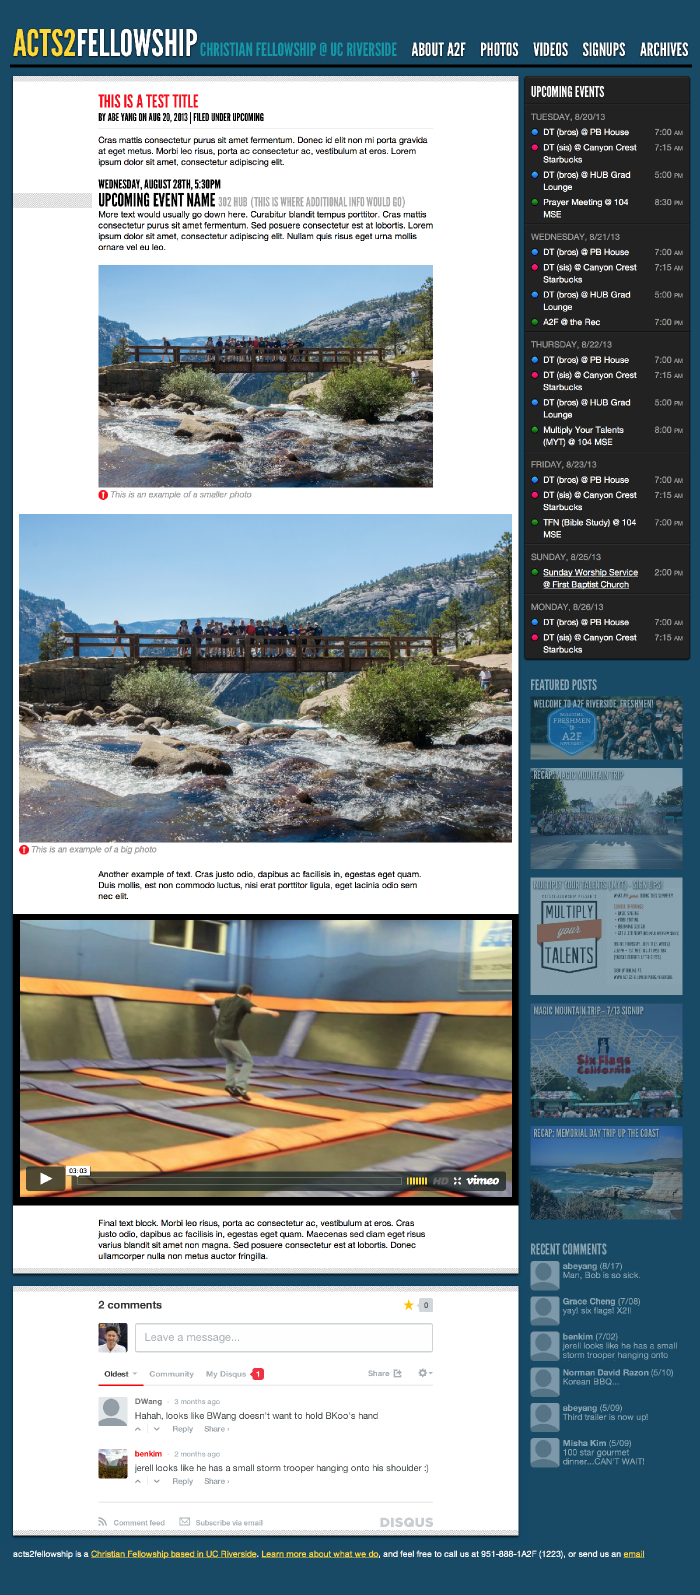 ACTS2FELLOWSHIP CHRISTIAN FELLOWSHIP @ UC RIVERSIDE ABOUT A2F PHOTOS VIDEOS SIGNUPS ARCHIVES
THIS IS A TEST TITLE
BY ABE YANG ON AUG 20, 2013 | FILED UNDER UPCOMING
Cras mattis consectetur purus sit amet fermentum. Donec id elit non mi porta gravida
at eget metus. Morbi leo risus, porta ac consectetur ac, vestibulum at eros. Lorem
ipsum dolor sit amet, consectetur adipiscing elit.
WEDNESDAY, AUGUST 28TH, 5:30PM
UPCOMING EVENT NAME 302 HUB (THIS IS WHERE ADDITIONAL INFO WOULD GO)
More text would usually go down here. Curabitur blandit tempus porttitor. Cras mattis
consectetur purus sit amet fermentum. Sed posuere consectetur est at lobortis. Lorem
ipsum dolor sit amet, consectetur adipiscing elit. Nullam quis risus eget urna mollis
ornare vel eu leo.
This is an example of a smaller photo
This is an example of a big photo
Another example of text. Cras justo odio, dapibus ac facilisis in, egestas eget quam.
Duis mollis, est non commodo luctus, nisi erat porttitor ligula, eget lacinia odio sem
nec elit.
03:03
HD vimeo
Final text block. Morbi leo risus, porta ac consectetur ac, vestibulum at eros. Cras
justo odio, dapibus ac facilisis in, egestas eget quam. Maecenas sed diam eget risus
varius blandit sit amet non magna. Sed posuere consectetur est at lobortis. Donec
ullamcorper nulla non metus auctor fringilla.
2 comments 0
Leave a message...
Oldest Community My Disqus 1 Share
DWang · 3 months ago
Hahah, looks like BWang doesn't want to hold BKoo's hand
Reply Share ›
benkim · 2 months ago
jerell looks like he has a small storm trooper hanging onto his shoulder :)
Reply Share ›
Comment feed Subscribe via email DISQUS
UPCOMING EVENTS
TUESDAY, 8/20/13
DT (bros) @ PB House 7:00 AM
DT (sis) @ Canyon Crest 7:15 AM
Starbucks
DT (bros) @ HUB Grad 5:00 PM
Lounge
Prayer Meeting @ 104 8:30 PM
MSE
WEDNESDAY, 8/21/13
DT (bros) @ PB House 7:00 AM
DT (sis) @ Canyon Crest 7:15 AM
Starbucks
DT (bros) @ HUB Grad 5:00 PM
Lounge
A2F @ the Rec 7:00 PM
THURSDAY, 8/22/13
DT (bros) @ PB House 7:00 AM
DT (sis) @ Canyon Crest 7:15 AM
Starbucks
DT (bros) @ HUB Grad 5:00 PM
Lounge
Multiply Your Talents 8:00 PM
(MYT) @ 104 MSE
FRIDAY, 8/23/13
DT (bros) @ PB House 7:00 AM
DT (sis) @ Canyon Crest 7:15 AM
Starbucks
TFN (Bible Study) @ 104 7:00 PM
MSE
SUNDAY, 8/25/13
Sunday Worship Service 2:00 PM
@ First Baptist Church
MONDAY, 8/26/13
DT (bros) @ PB House 7:00 AM
DT (sis) @ Canyon Crest 7:15 AM
Starbucks
FEATURED POSTS
WELCOME TO A2F RIVERSIDE, FRESHMEN!
FRESHMEN
A2F
RECAP: MAGIC MOUNTAIN TRIP
MULTIPLY YOUR TALENTS (MYT) - SIGN UPS!
MULTIPLY
your
TALENTS
MAGIC MOUNTAIN TRIP - 7/13 SIGNUP
Six Flags
California
RECAP: MEMORIAL DAY TRIP UP THE COAST
RECENT COMMENTS
abeyang (8/17)
Man, Bob is so sick.
Grace Cheng (7/08)
yay! six flags! X2!!
benkim (7/02)
jerell looks like he has a small
storm trooper hanging onto
Norman David Razon (5/10)
Korean BBQ...
abeyang (5/09)
Third trailer is now up!
Misha Kim (5/09)
100 star gourmet
dinner...CAN'T WAIT!
acts2fellowship is a Christian Fellowship based in UC Riverside. Learn more about what we do, and feel free to call us at 951-888-1A2F (1223), or send us an email